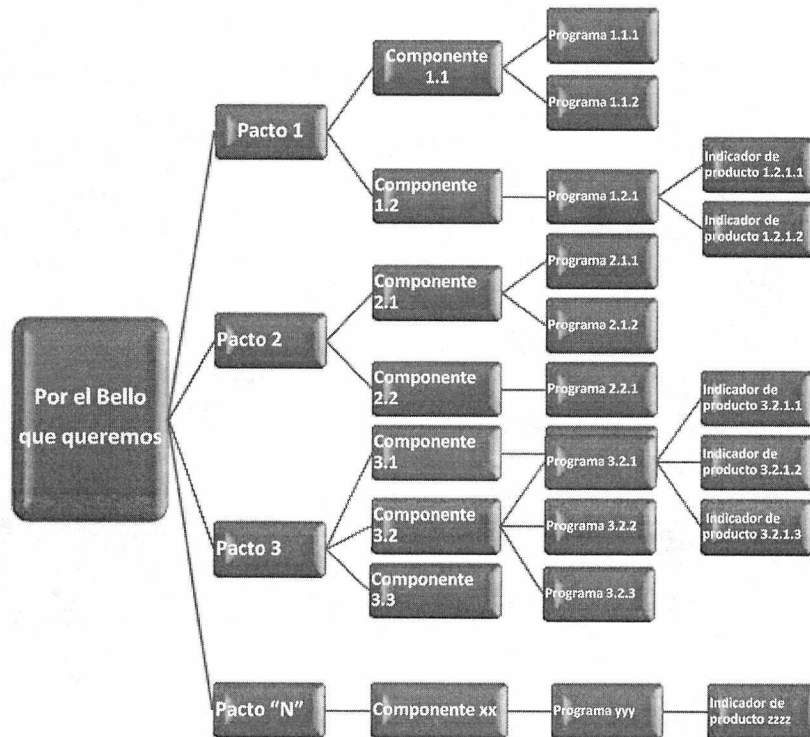 Por el Bello
que queremos
Pacto 1
Componente
1.1
Programa 1.1.1
Programa 1.1.2
Componente
1.2
Programa 1.2.1
Indicador de
producto 1.2.1.1
Indicador de
producto 1.2.1.2
Pacto 2
Componente
2.1
Programa 2.1.1
Programa 2.1.2
Componente
2.2
Programa 2.2.1
Pacto 3
Componente
3.1
Componente
3.2
Programa 3.2.1
Indicador de
producto 3.2.1.1
Indicador de
producto 3.2.1.2
Indicador de
producto 3.2.1.3
Programa 3.2.2
Programa 3.2.3
Componente
3.3
Pacto “N”
Componente xx
Programa yyy
Indicador de
producto zzzz